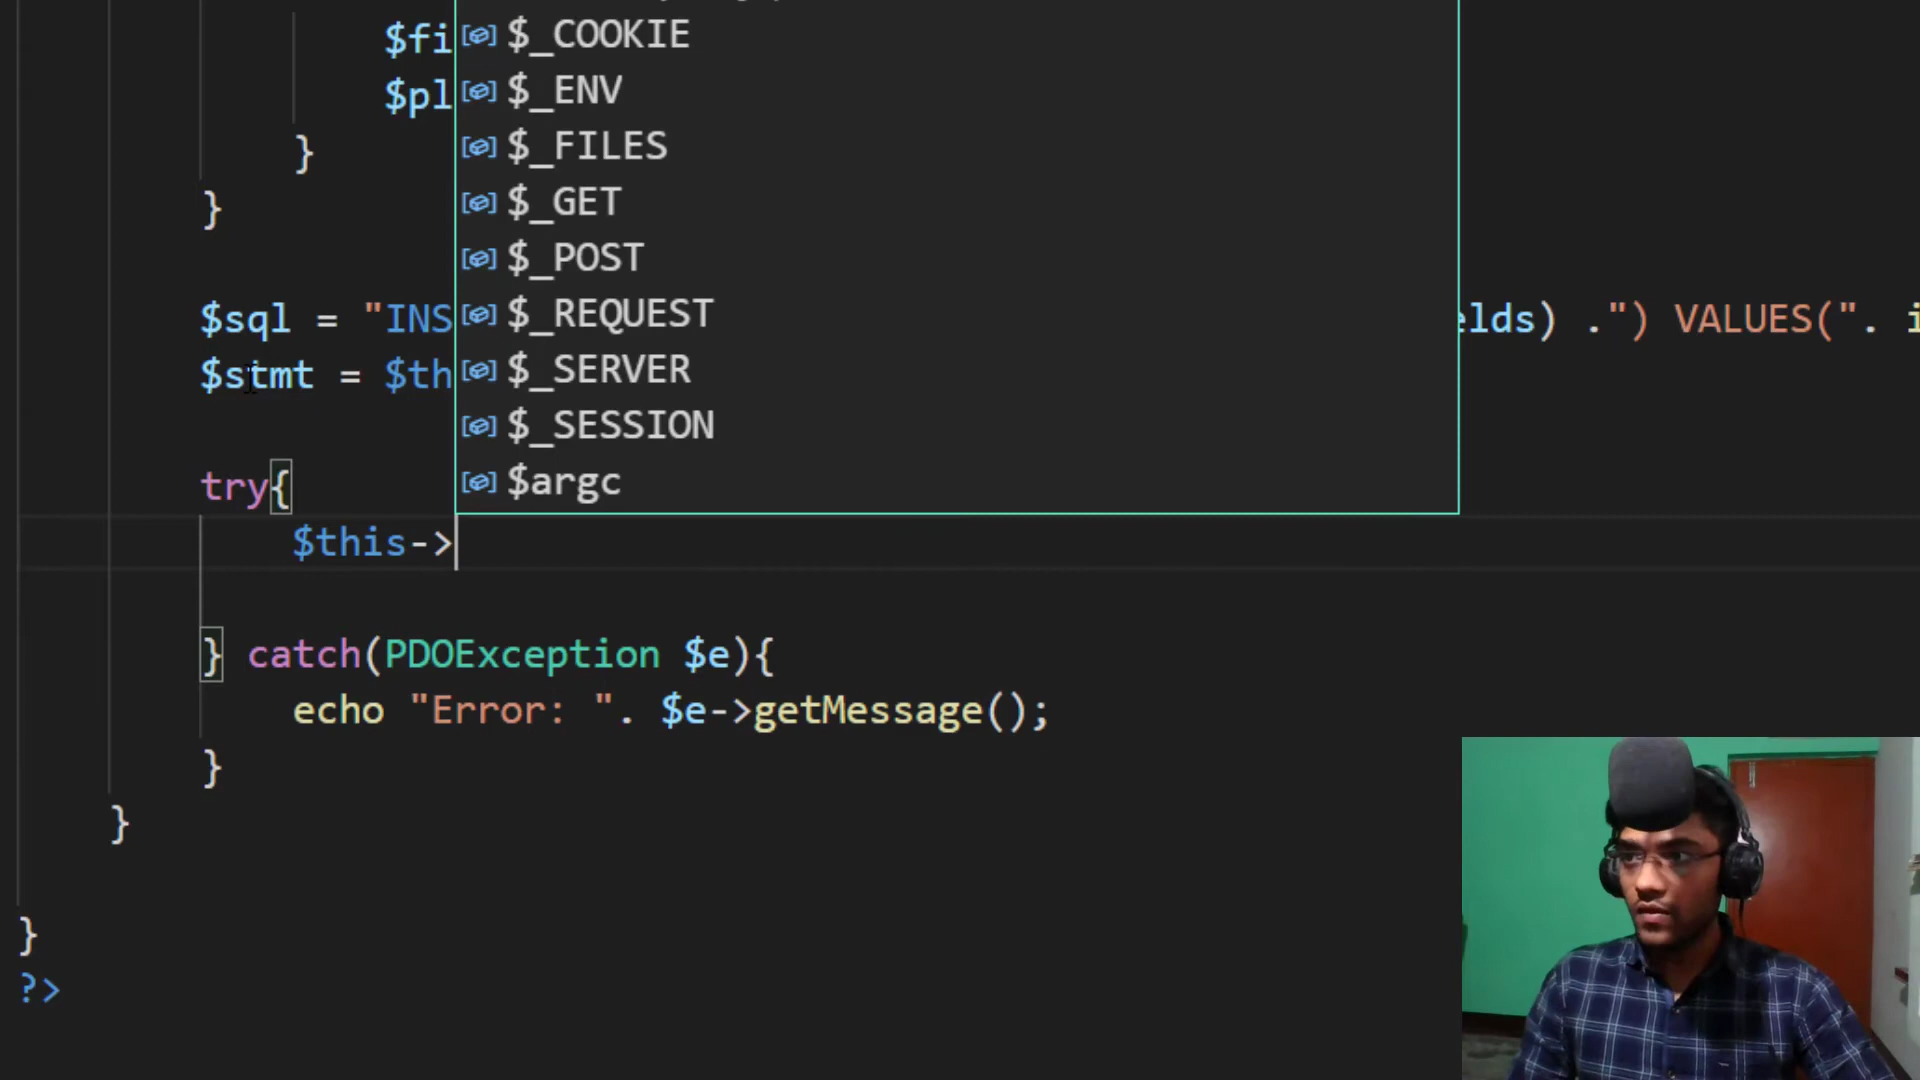 $fi
$_COOKIE
$pl
$_ENV
$_FILES
}
$_GET
}
$_POST
$sql = "INS
$_REQUEST
elds) .") VALUES(". i
$stmt = $th
$_SERVER
$_SESSION
try{
$argc
$this->
} catch(PDOException $e){
echo "Error: ". $e->getMessage();
}
}
}
?>